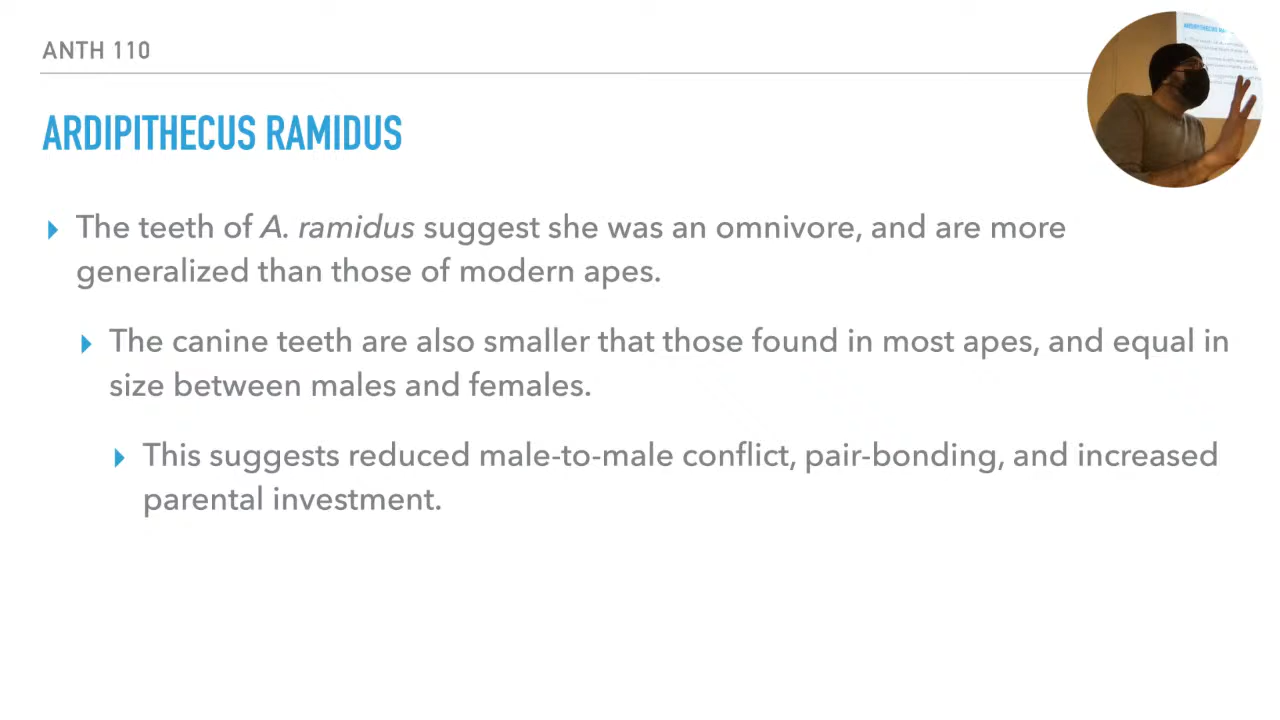 ANTH 110
ARDIPITHECUS RAMIDUS
The teeth of A. ramidus suggest she was an omnivore, and are more
generalized than those of modern apes.
The canine teeth are also smaller that those found in most apes, and equal in
size between males and females.
This suggests reduced male-to-male conflict, pair-bonding, and increased
parental investment.